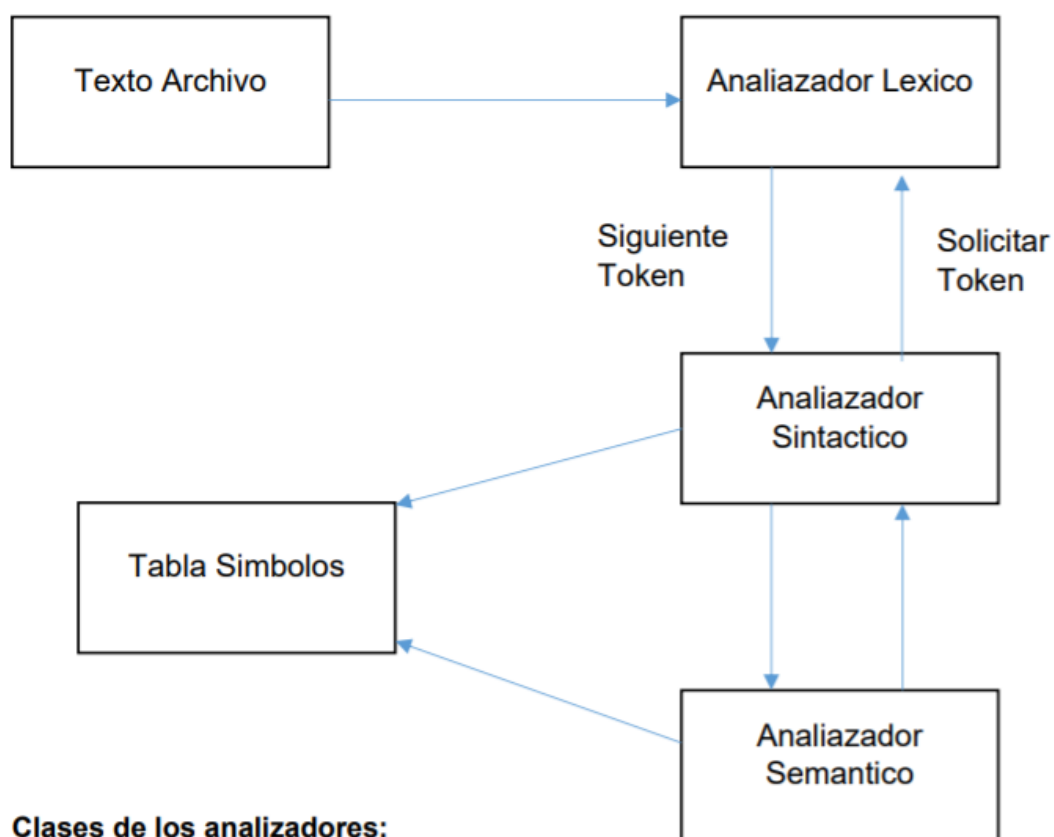 Texto Archivo
Analiazador Lexico
Siguiente
Token
Solicitar
Token
Analiazador
Sintactico
Tabla Simbolos
Analiazador
Semantico
Clases de los analizadores: